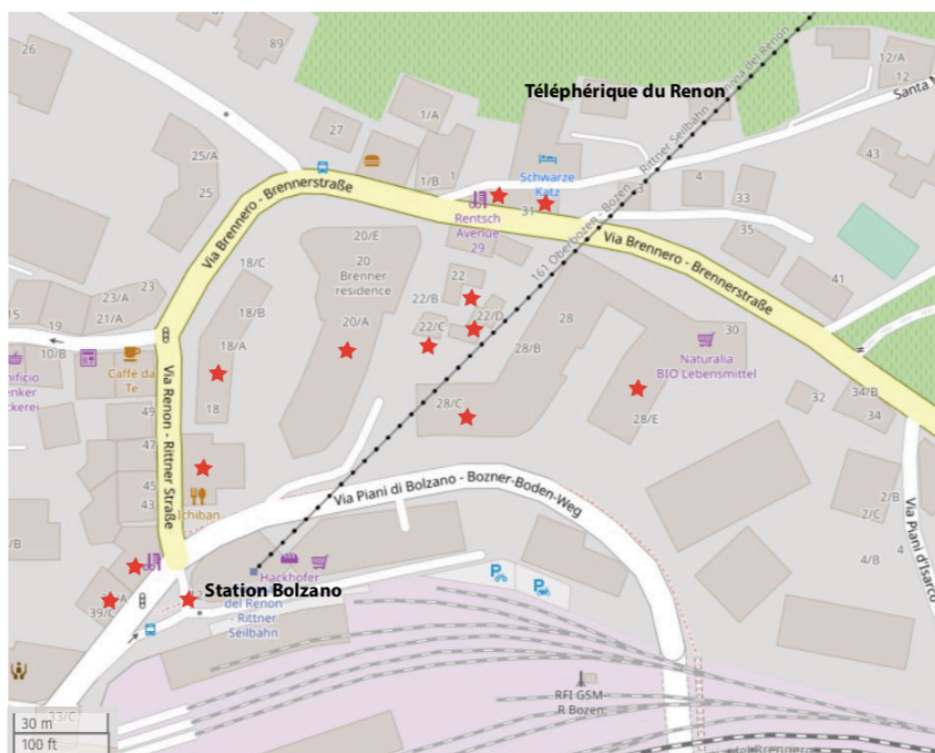 26
89
27
1/A
1/B
1
25/A
25
Via Brennero - Brennerstraße
Téléphérique du Renon
161 Oberbozen - Bozen
Rittner Seilbahn
12/A
12
43
Schwarze
Katz
31
Rentsch
Avenue
29
4
33
35
41
Via Brennero - Brennerstraße
20/E
20
Brenner
residence
20/A
18/C
18/B
18/A
18
22
22/B
22/C
22/D
28
28/B
28/C
28/E
30
Naturalia
BIO Lebensmittel
32
34/B
34
23
23/A
21/A
19
15
10/B
Caffè da
Te
49
47
45
43
Via Renon - Rittner Straße
Ichiban
Via Piani di Bolzano - Bozner-Boden-Weg
Via Piani d'Isarco
2/B
2/C
4/B
4
Hackhofer
Station Bolzano
del Renon
- Rittner
Seilbahn
39/C
33/C
RFI GSM-
R Bozen
30 m
100 ft